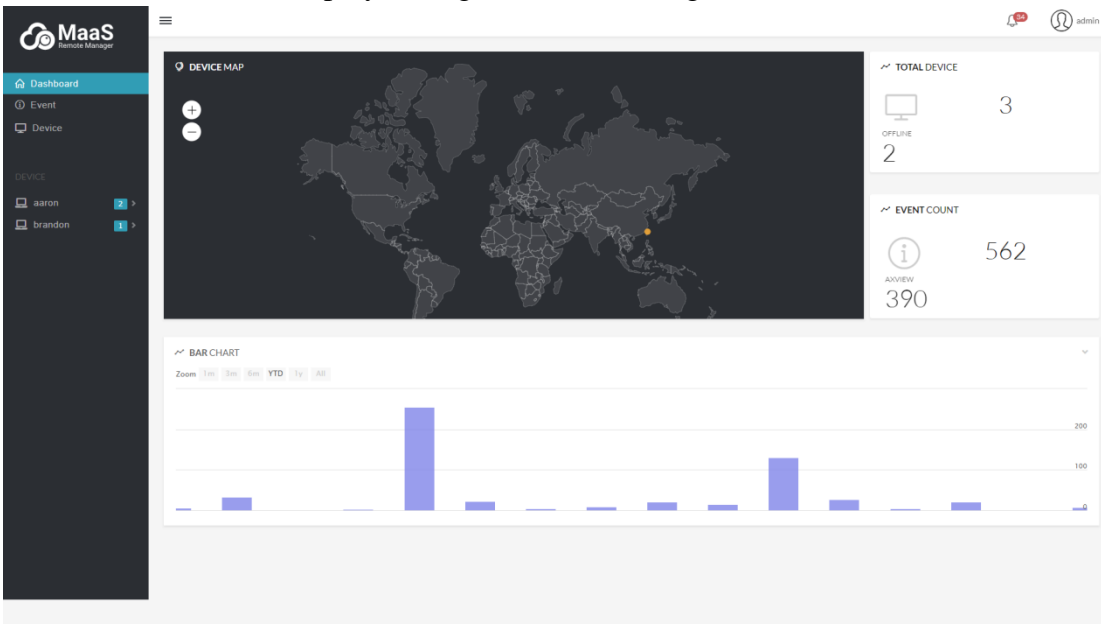 MaaS
Remote Manager
34
admin
Dashboard
Event
Device
DEVICE
aaron 2
brandon 1
DEVICE MAP
+
−
TOTAL DEVICE
3
OFFLINE
2
EVENT COUNT
562
AXVIEW
390
BAR CHART
Zoom 1m 3m 6m YTD 1y All
200
100
0